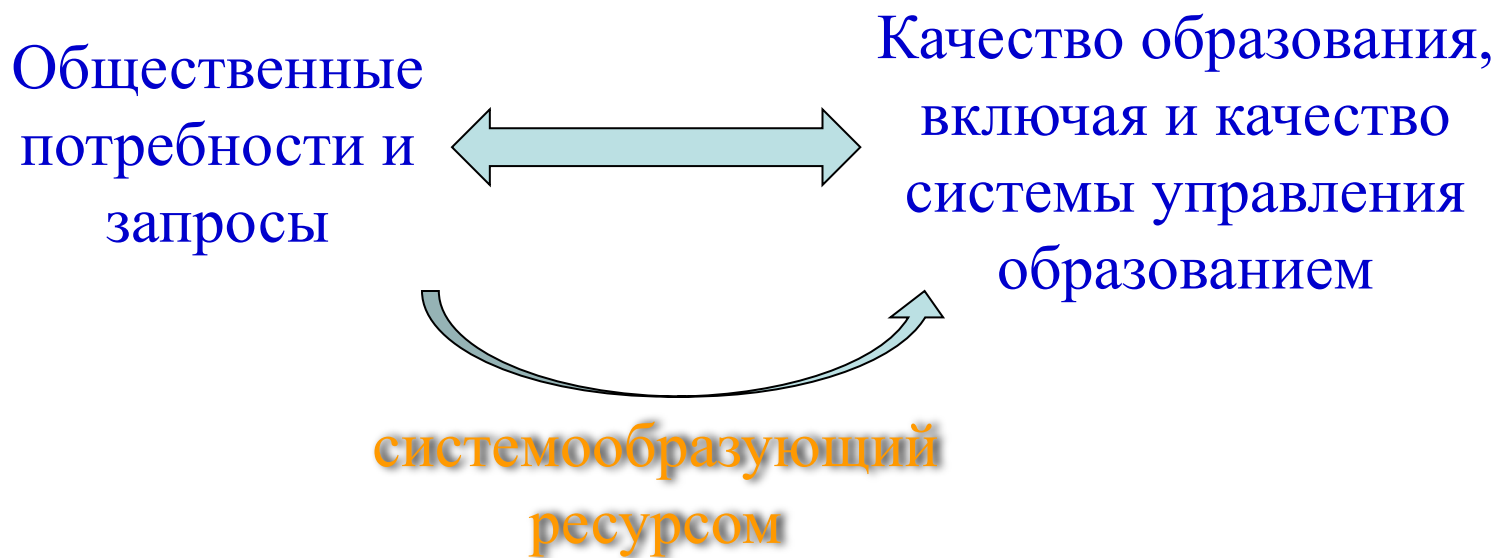 Общественные
потребности и
запросы
Качество образования,
включая и качество
системы управления
образованием
системообразующий
ресурсом